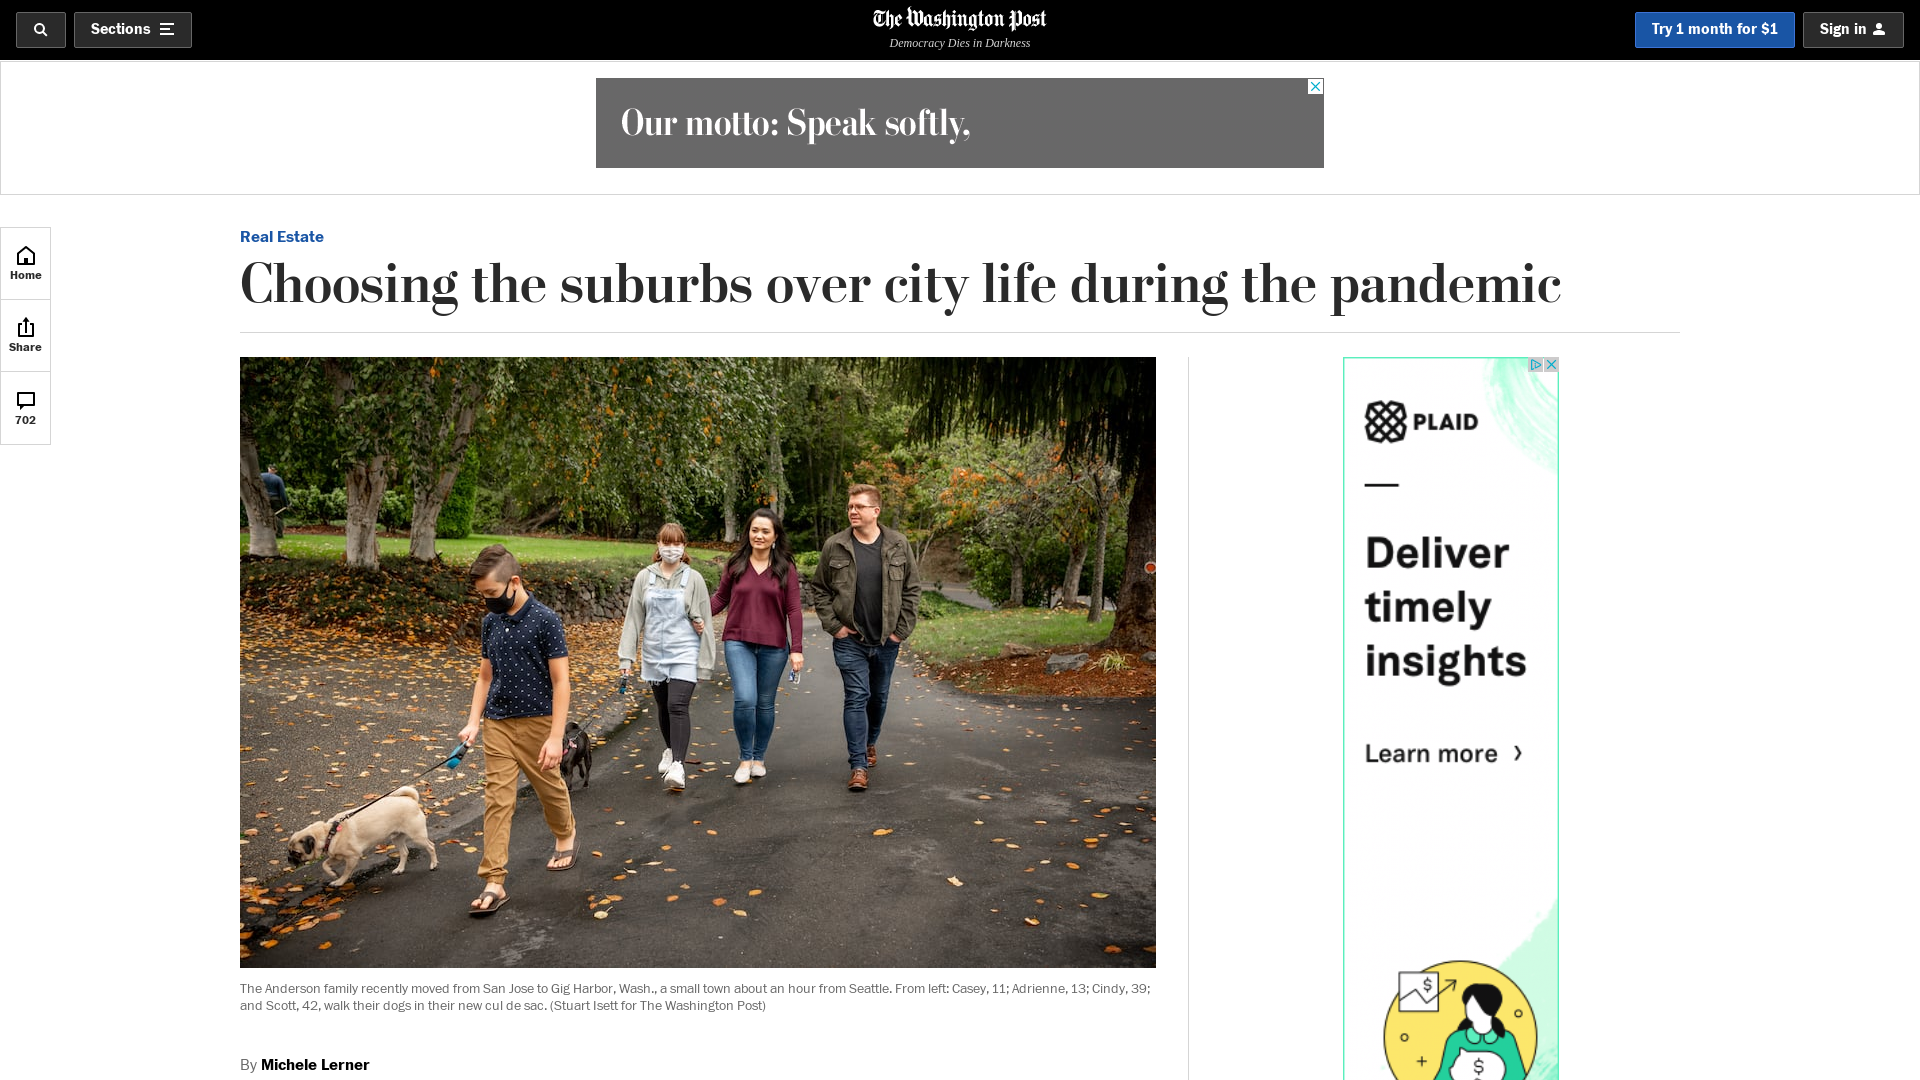 Sections
The Washington Post
Democracy Dies in Darkness
Try 1 month for $1
Sign in
Our motto: Speak softly,
Home
Share
702
Real Estate
Choosing the suburbs over city life during the pandemic
The Anderson family recently moved from San Jose to Gig Harbor, Wash., a small town about an hour from Seattle. From left: Casey, 11; Adrienne, 13; Cindy, 39;
and Scott, 42, walk their dogs in their new cul de sac. (Stuart Isett for The Washington Post)
By Michele Lerner
PLAID
Deliver
timely
insights
Learn more
$
$